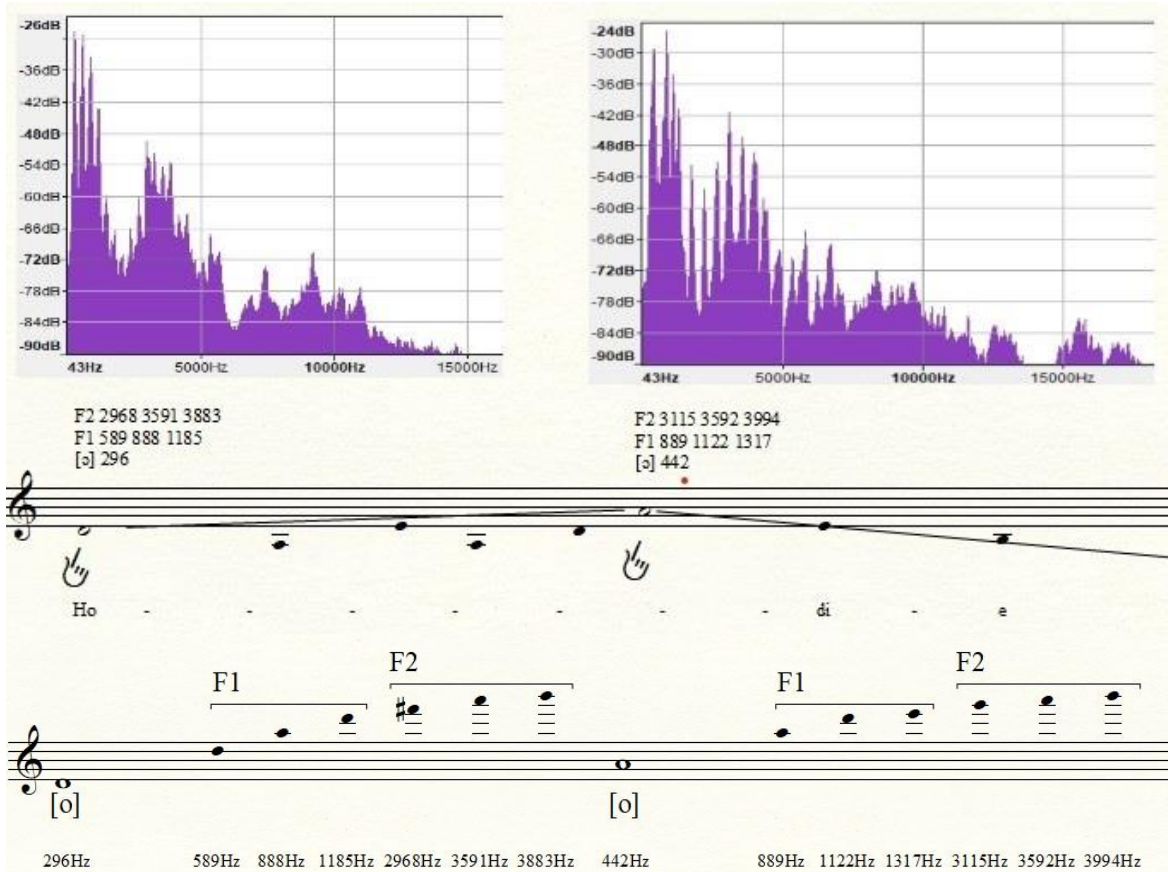 -26dB
-36dB
-42dB
-48dB
-54dB
-60dB
-66dB
-72dB
-78dB
-84dB
-90dB
43Hz 5000Hz 10000Hz 15000Hz
-24dB
-30dB
-36dB
-42dB
-48dB
-54dB
-60dB
-66dB
-72dB
-78dB
-84dB
-90dB
43Hz 5000Hz 10000Hz 15000Hz
F2 2968 3591 3883
F1 589 888 1185
[ə] 296
F2 3115 3592 3994
F1 889 1122 1317
[ə] 442
Ho - - - - - - - di - e
F1 F2 F1 F2
[o] [o]
296Hz 589Hz 888Hz 1185Hz 2968Hz 3591Hz 3883Hz 442Hz 889Hz 1122Hz 1317Hz 3115Hz 3592Hz 3994Hz